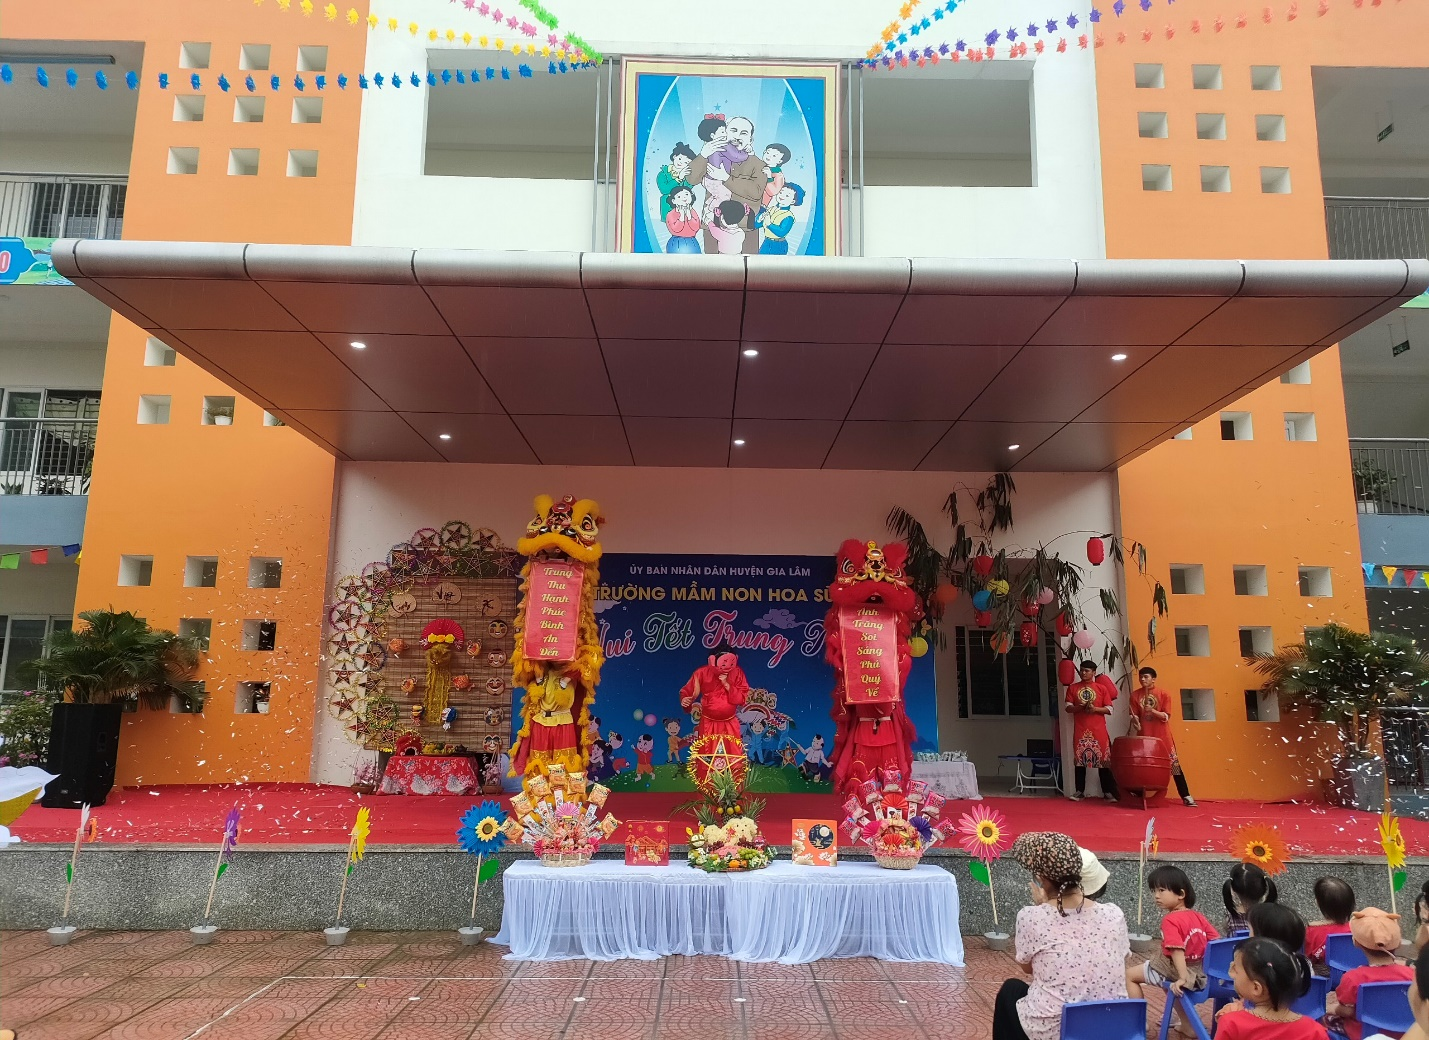 ỦY BAN NHÂN DÂN HUYỆN GIA LÂM
TRƯỜNG MẦM NON HOA SỮ
Vui Tết Trung T
Trung
Thu
Hạnh
Phúc
Bình
An
Đến
Ánh
Trăng
Soi
Sáng
Phú
Quý
Về